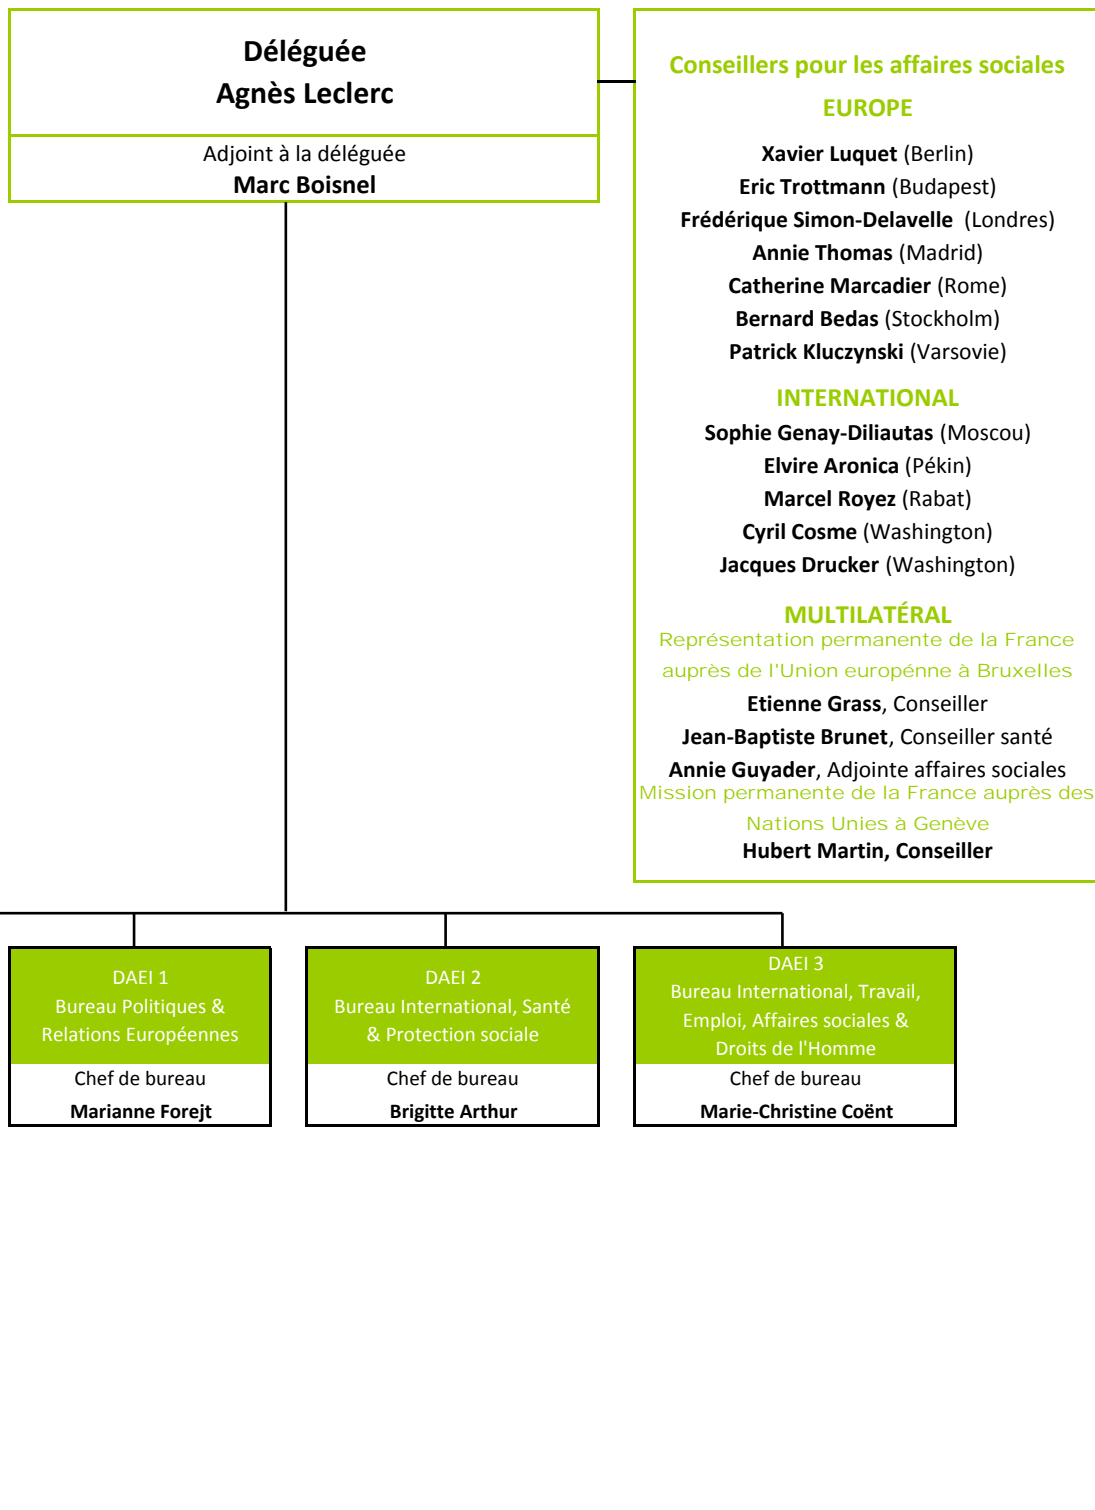 Déléguée
Agnès Leclerc
Adjoint à la déléguée
Marc Boisnel
Conseillers pour les affaires sociales
EUROPE
Xavier Luquet (Berlin)
Eric Trottmann (Budapest)
Frédérique Simon-Delavelle (Londres)
Annie Thomas (Madrid)
Catherine Marcadier (Rome)
Bernard Bedas (Stockholm)
Patrick Kluczynski (Varsovie)
INTERNATIONAL
Sophie Genay-Diliautas (Moscou)
Elvire Aronica (Pékin)
Marcel Royez (Rabat)
Cyril Cosme (Washington)
Jacques Drucker (Washington)
MULTILATÉRAL
Représentation permanente de la France
auprès de l'Union europénne à Bruxelles
Etienne Grass, Conseiller
Jean-Baptiste Brunet, Conseiller santé
Annie Guyader, Adjointe affaires sociales
Mission permanente de la France auprès des
Nations Unies à Genève
Hubert Martin, Conseiller
DAEI 1
Bureau Politiques &
Relations Européennes
Chef de bureau
Marianne Forejt
DAEI 2
Bureau International, Santé
& Protection sociale
Chef de bureau
Brigitte Arthur
DAEI 3
Bureau International, Travail,
Emploi, Affaires sociales &
Droits de l'Homme
Chef de bureau
Marie-Christine Coënt